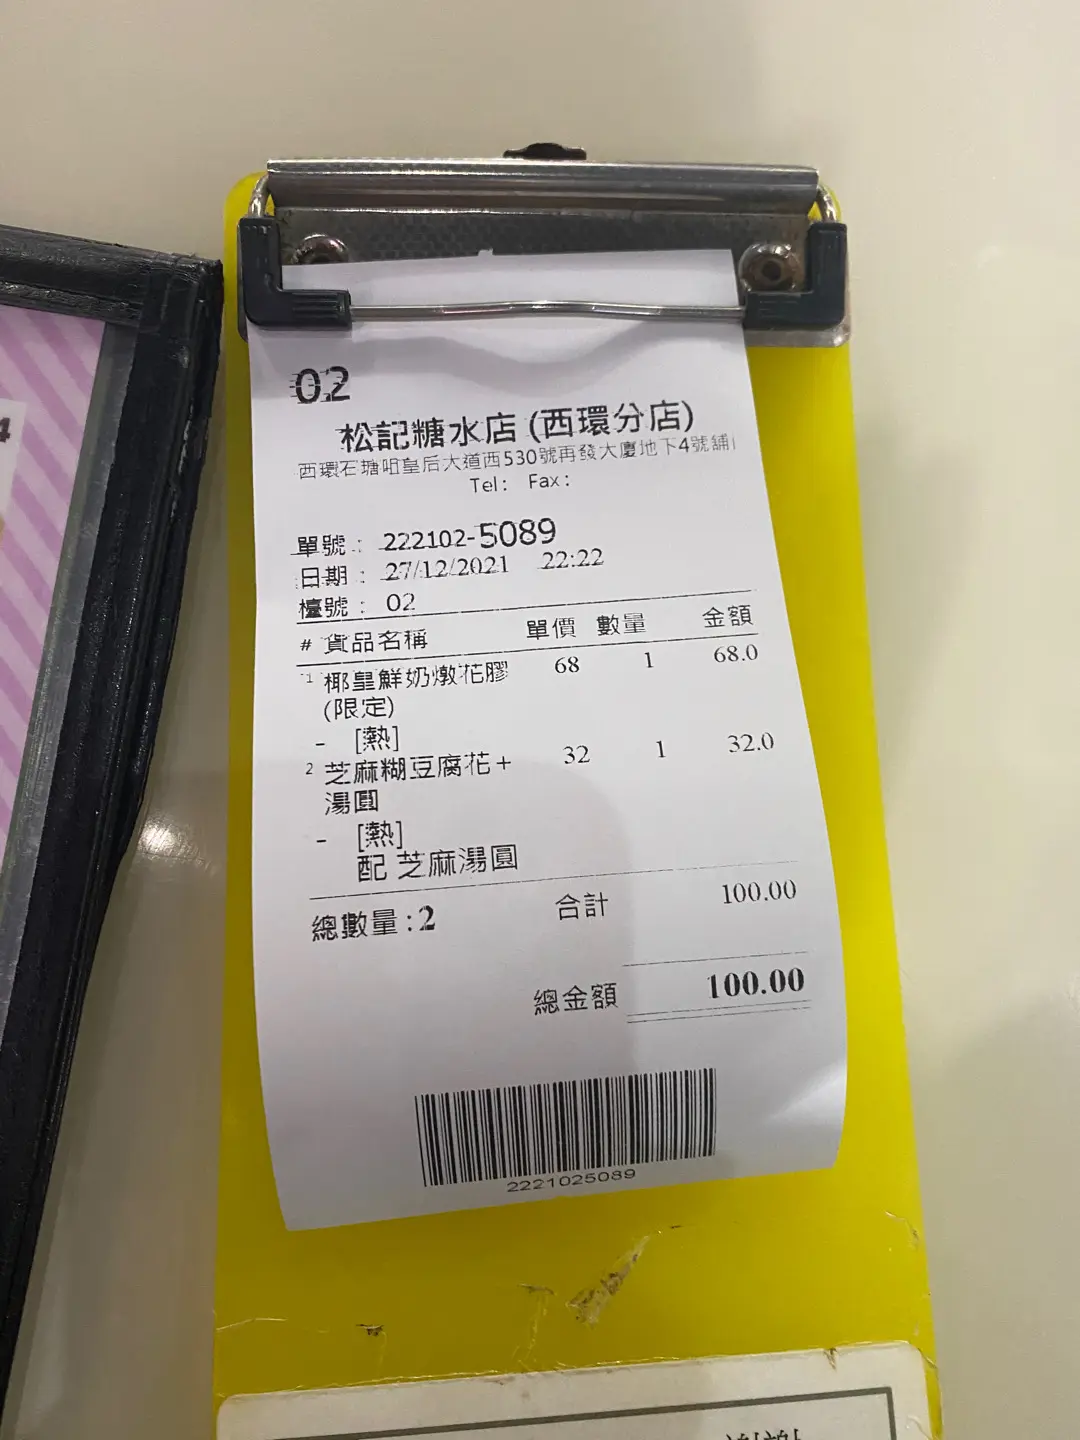 02
松記糖水店 (西環分店)
西環石塘咀皇后大道西530號再發大廈地下4號舖
Tel: Fax:
單號: 222102-5089
日期: 27/12/2021 22:22
檯號: 02
# 貨品名稱 單價 數量 金額
1 椰皇鮮奶燉花膠 68 1 68.0
(限定)
- [熱]
2 芝麻糊豆腐花+ 32 1 32.0
湯圓
- [熱]
配 芝麻湯圓
總數量:2 合計 100.00
總金額 100.00
2221025089
4